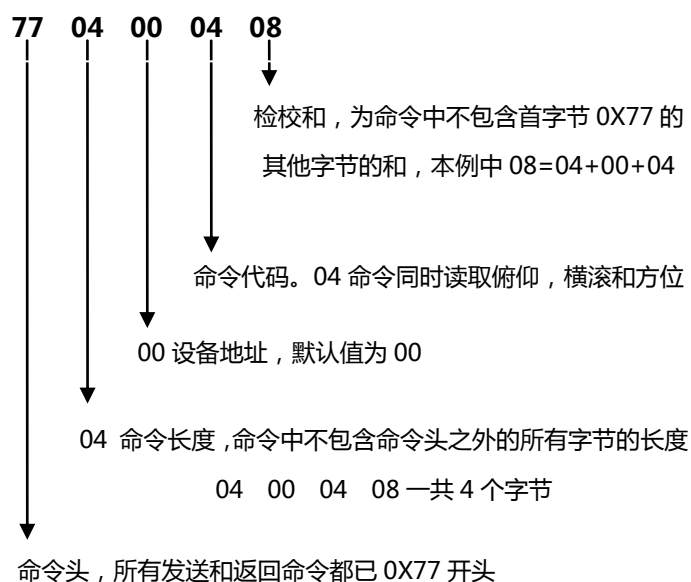 77 04 00 04 08
检校和，为命令中不包含首字节 0X77 的
其他字节的和，本例中 08=04+00+04
命令代码。04 命令同时读取俯仰，横滚和方位
00 设备地址，默认值为 00
04 命令长度，命令中不包含命令头之外的所有字节的长度
04 00 04 08 一共 4 个字节
命令头，所有发送和返回命令都已 0X77 开头